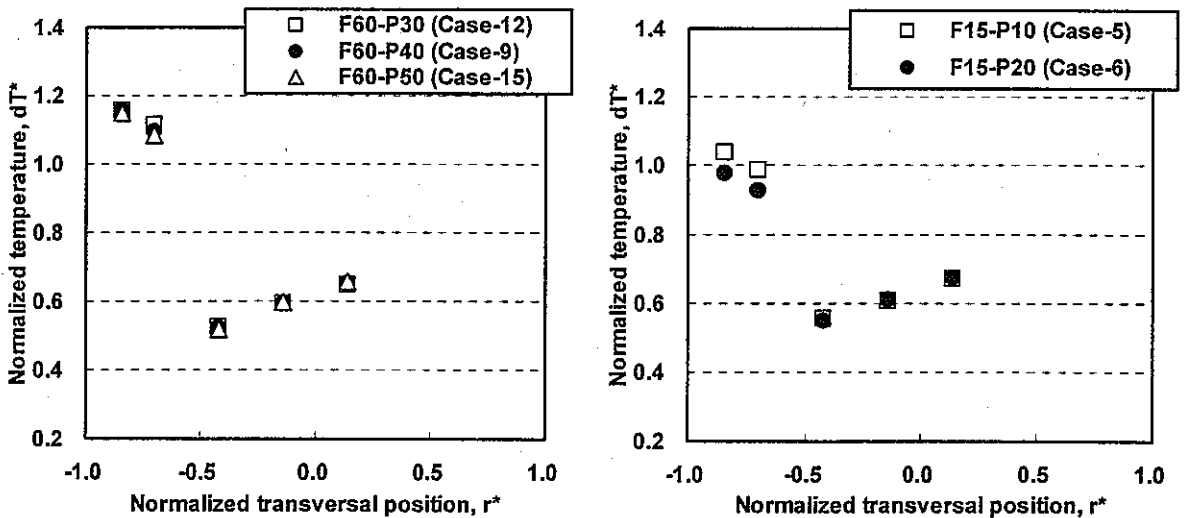 F60-P30 (Case-12)
F60-P40 (Case-9)
F60-P50 (Case-15)
1.4
1.2
1.0
0.8
0.6
0.4
0.2
Normalized temperature, dT*
-1.0
-0.5
0.0
0.5
1.0
Normalized transversal position, r*
F15-P10 (Case-5)
F15-P20 (Case-6)
1.4
1.2
1.0
0.8
0.6
0.4
0.2
Normalized temperature, dT*
-1.0
-0.5
0.0
0.5
1.0
Normalized transversal position, r*